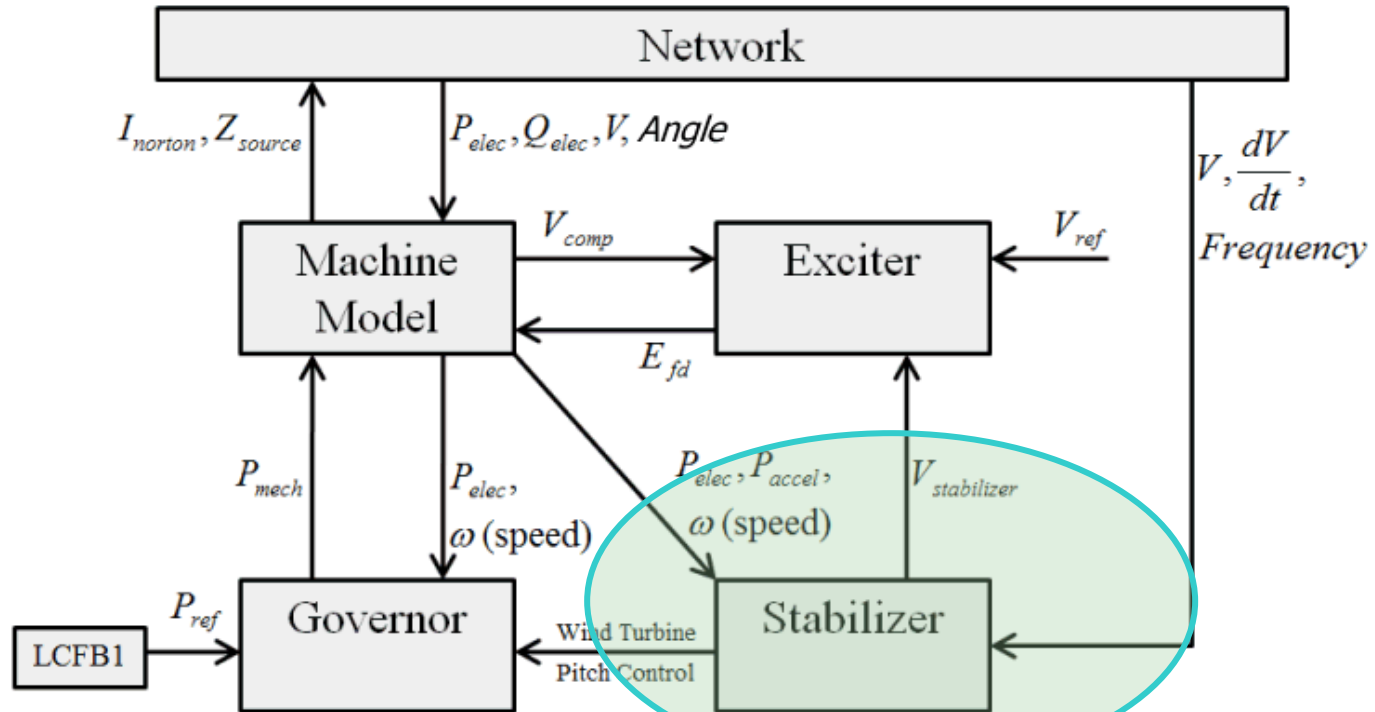 Network
I_norton, Z_source
P_elec, Q_elec, V, Angle
V, dV/dt,
Frequency
Machine
Model
V_comp
Exciter
V_ref
E_fd
P_mech
P_elec,
ω (speed)
P_elec, P_accel,
ω (speed)
V_stabilizer
LCFB1
P_ref
Governor
Wind Turbine
Pitch Control
Stabilizer